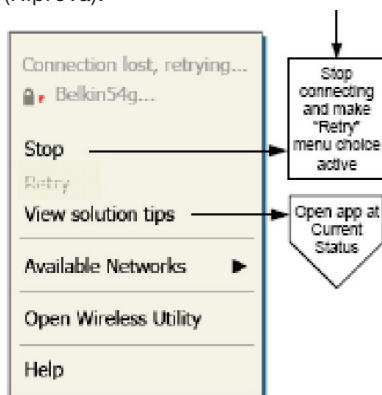 (Riprova).
Connection lost, retrying...
Belkin54g...
Stop
Retry
View solution tips
Available Networks
Open Wireless Utility
Help
Stop
connecting
and make
"Retry"
menu choice
active
Open app at
Current
Status